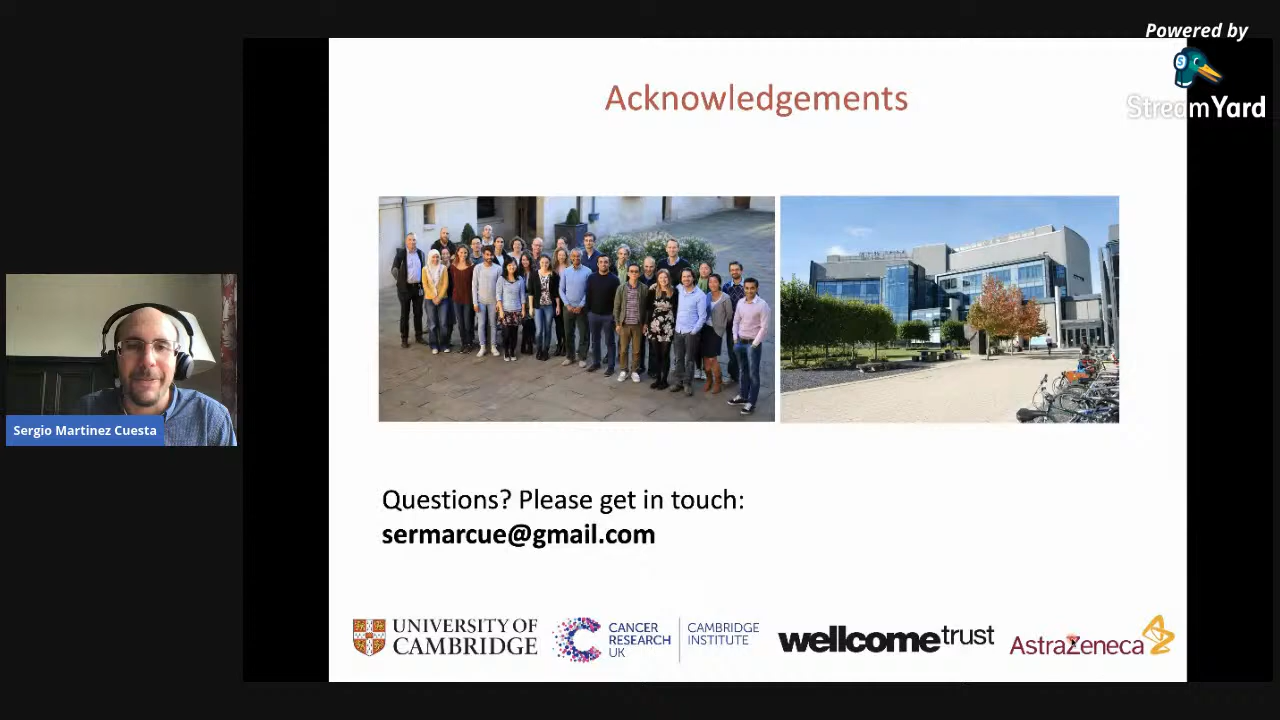 Powered by
StreamYard
Acknowledgements
Sergio Martinez Cuesta
Questions? Please get in touch:
sermarcue@gmail.com
UNIVERSITY OF
CAMBRIDGE
CANCER
RESEARCH
UK
CAMBRIDGE
INSTITUTE
wellcometrust
AstraZeneca